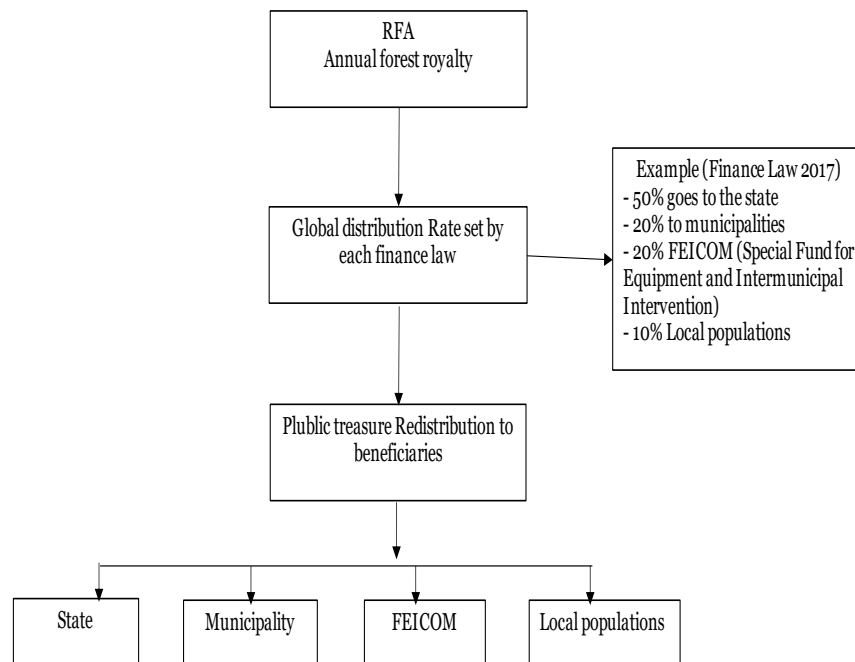 RFA
Annual forest royalty
Example (Finance Law 2017)
- 50% goes to the state
- 20% to municipalities
- 20% FEICOM (Special Fund for
Equipment and Intermunicipal
Intervention)
- 10% Local populations
Global distribution Rate set by
each finance law
Plublic treasure Redistribution to
beneficiaries
State
Municipality
FEICOM
Local populations